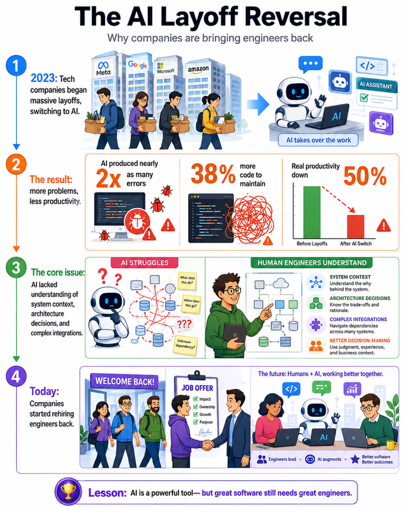 The AI Layoff Reversal
Why companies are bringing engineers back
1
2023: Tech
companies began
massive layoffs,
switching to AI.
Meta
Google
Microsoft
amazon
</>
AI ASSISTANT
AI
AI takes over the work
2
The result:
more problems,
less productivity.
AI produced nearly
2x as many
errors
38% more
code to
maintain
Real productivity
down 50%
Before Layoffs
After AI Switch
3
The core issue:
AI lacked
understanding of
system context,
architecture
decisions, and
complex integrations.
AI STRUGGLES
? ?
What does
this do?
Where does
this go?
???
Unknown
dependency?
HUMAN ENGINEERS UNDERSTAND
SYSTEM CONTEXT
Understand the why
behind the system.
ARCHITECTURE DECISIONS
Know the trade-offs and
rationale.
COMPLEX INTEGRATIONS
Navigate dependencies
across many systems.
BETTER DECISION-MAKING
Use judgment, experience,
and business context.
4
Today:
Companies
started rehiring
engineers back.
WELCOME BACK!
JOB OFFER
Impact
Ownership
Growth
Purpose
The future: Humans + AI, working better together.
</>
AI
Engineers lead
AI augments
Better software
Better outcomes
Lesson: AI is a powerful tool— but great software still needs great engineers.